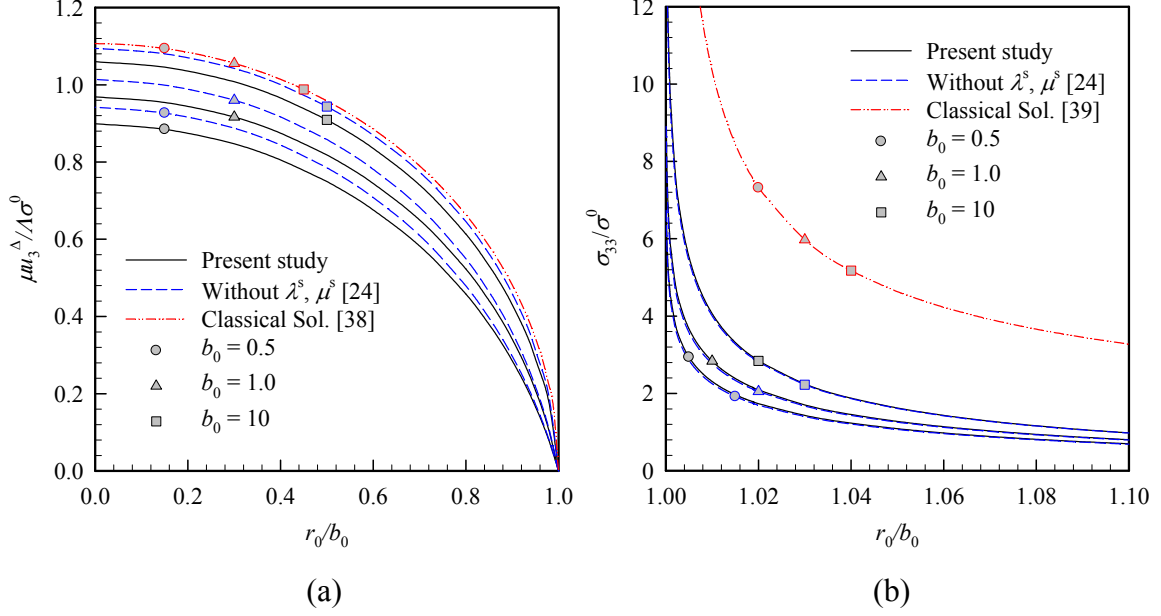 1.2
1.0
0.8
0.6
0.4
0.2
0.0
μu₃^Δ/Λσ⁰
Present study
Without λˢ, μˢ [24]
Classical Sol. [38]
b₀ = 0.5
b₀ = 1.0
b₀ = 10
0.0 0.2 0.4 0.6 0.8 1.0
r₀/b₀
(a)
12
10
8
6
4
2
0
σ₃₃/σ⁰
Present study
Without λˢ, μˢ [24]
Classical Sol. [39]
b₀ = 0.5
b₀ = 1.0
b₀ = 10
1.00 1.02 1.04 1.06 1.08 1.10
r₀/b₀
(b)